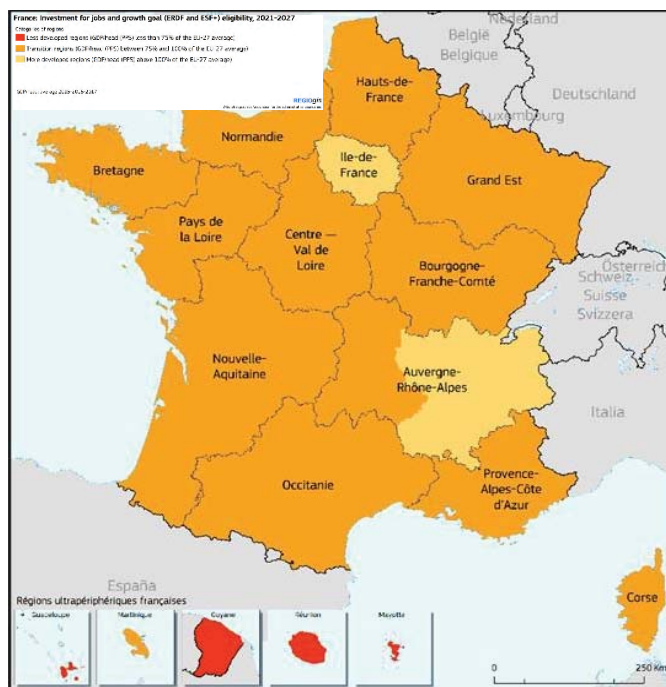 France: Investment for jobs and growth goal (ERDF and ESF+) eligibility, 2021-2027
Categories of regions
Less developed regions (GDP/head (PPS) less than 75% of the EU-27 average)
Transition regions (GDP/head (PPS) between 75% and 100% of the EU-27 average)
More developed regions (GDP/head (PPS) above 100% of the EU-27 average)
REGIOgis
Nederland
België
Belgique
Deutschland
Luxembourg
Hauts-de-
France
Normandie
Ile-de-
France
Bretagne
Grand Est
Pays de
la Loire
Centre —
Val de
Loire
Bourgogne-
Franche-Comté
Österreich
Schweiz
Suisse
Svizzera
Nouvelle-
Aquitaine
Auvergne-
Rhône-Alpes
Italia
Occitanie
Provence-
Alpes-Côte
d'Azur
España
Corse
Régions ultrapériphériques françaises
Guadeloupe
Martinique
Guyane
Réunion
Mayotte
0
250 Km